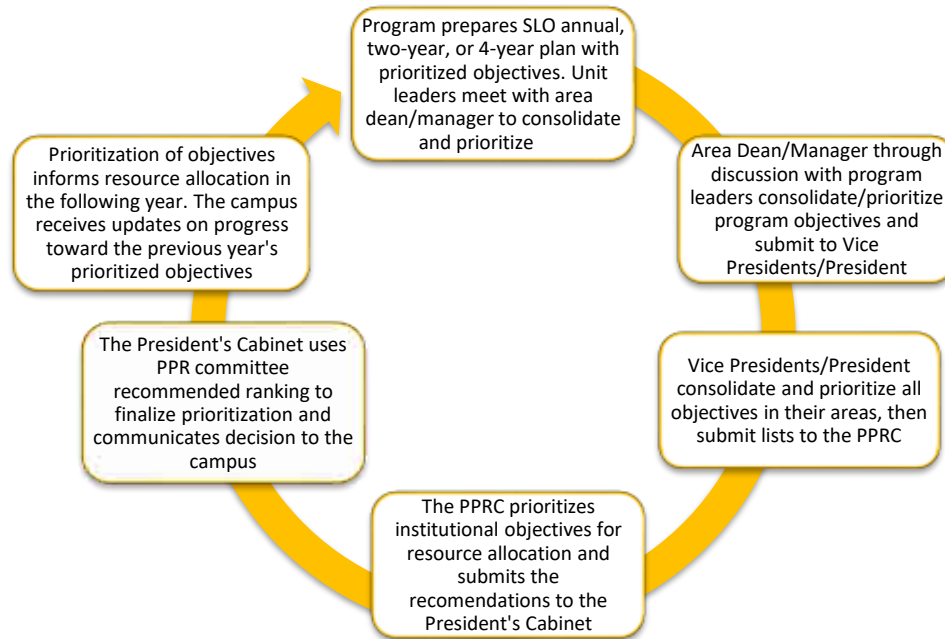 Program prepares SLO annual,
two-year, or 4-year plan with
prioritized objectives. Unit
leaders meet with area
dean/manager to consolidate
and prioritize
Area Dean/Manager through
discussion with program
leaders consolidate/prioritize
program objectives and
submit to Vice
Presidents/President
Vice Presidents/President
consolidate and prioritize all
objectives in their areas, then
submit lists to the PPRC
The PPRC prioritizes
institutional objectives for
resource allocation and
submits the
recomendations to the
President's Cabinet
The President's Cabinet uses
PPR committee
recommended ranking to
finalize prioritization and
communicates decision to the
campus
Prioritization of objectives
informs resource allocation in
the following year. The campus
receives updates on progress
toward the previous year's
prioritized objectives